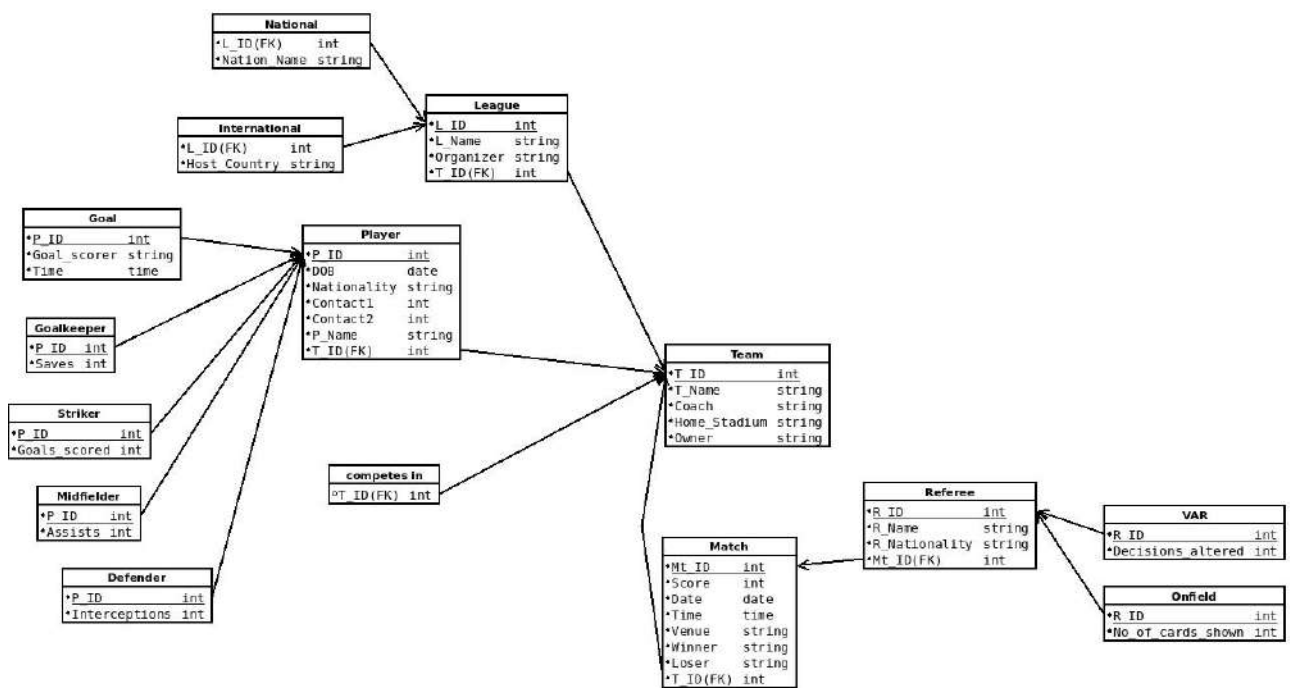 National
L_ID(FK) int
Nation_Name string
International
L_ID(FK) int
Host_Country string
League
L_ID int
L_Name string
Organizer string
T_ID(FK) int
Goal
P_ID int
Goal_scorer string
Time time
Player
P_ID int
DOB date
Nationality string
Contact1 int
Contact2 int
P_Name string
T_ID(FK) int
Goalkeeper
P_ID int
Saves int
Striker
P_ID int
Goals_scored int
Midfielder
P_ID int
Assists int
Defender
P_ID int
Interceptions int
competes in
T_ID(FK) int
Team
T_ID int
T_Name string
Coach string
Home_Stadium string
Owner string
Match
Mt_ID int
Score int
Date date
Time time
Venue string
Winner string
Loser string
T_ID(FK) int
Referee
R_ID int
R_Name string
R_Nationality string
Mt_ID(FK) int
VAR
R_ID int
Decisions_altered int
Onfield
R_ID int
No_of_cards_shown int